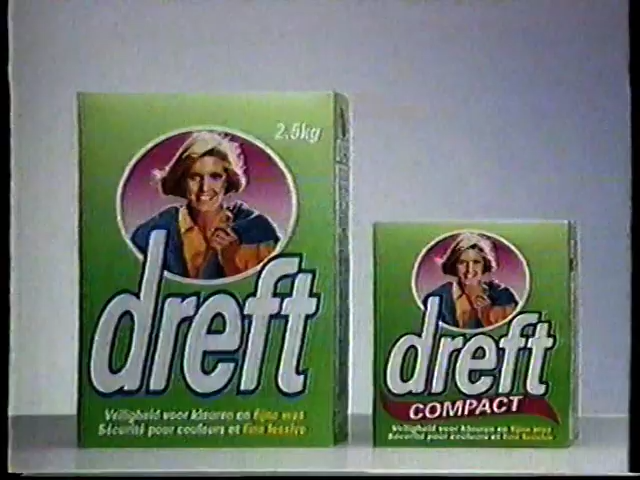 2.5kg
dreft
Veiligheid voor kleuren en fijne was
Sécurité pour couleurs et fine lessive
dreft
COMPACT
Veiligheid voor kleuren en fijne was
Sécurité pour couleurs et fine lessive